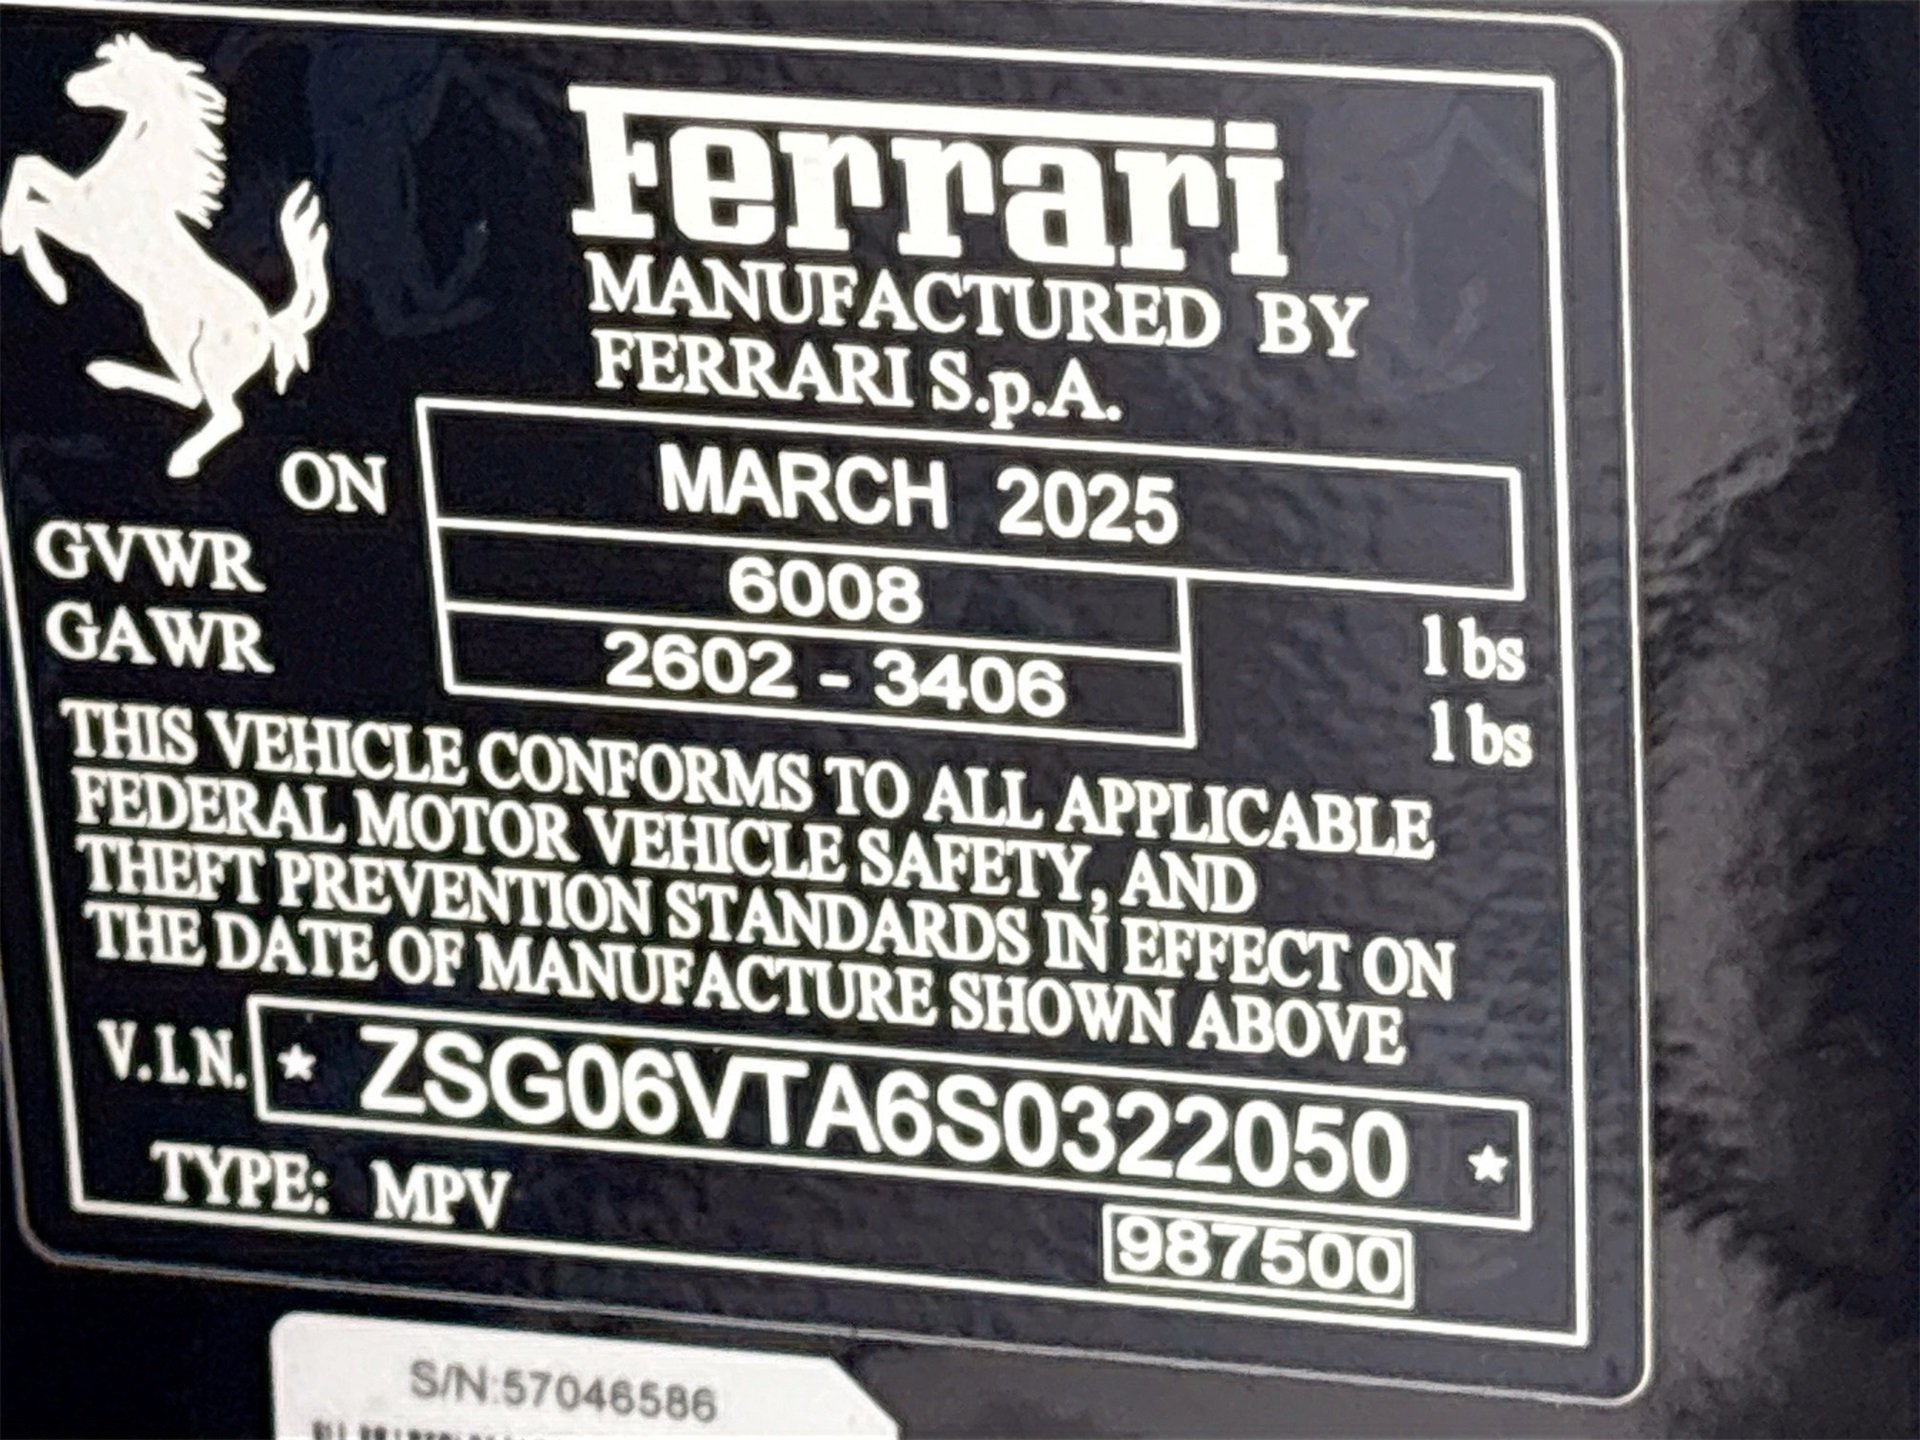 Ferrari
MANUFACTURED BY
FERRARI S.p.A.
ON MARCH 2025
GVWR 6008 lbs
GAWR 2602 - 3406 lbs
THIS VEHICLE CONFORMS TO ALL APPLICABLE
FEDERAL MOTOR VEHICLE SAFETY, AND
THEFT PREVENTION STANDARDS IN EFFECT ON
THE DATE OF MANUFACTURE SHOWN ABOVE
V.I.N. * ZSG06VTA6S0322050 *
TYPE: MPV
987500
S/N:57046586